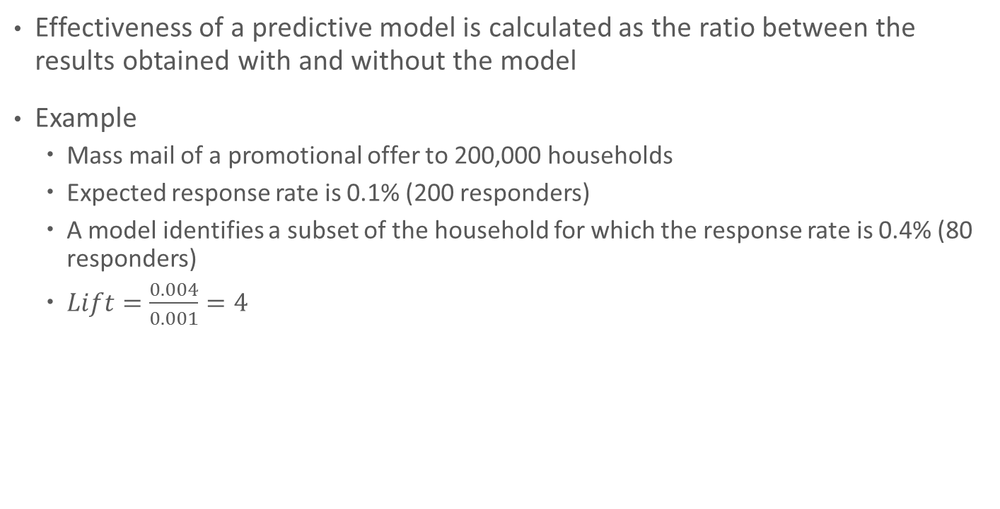 • Effectiveness of a predictive model is calculated as the ratio between the
results obtained with and without the model
• Example
• Mass mail of a promotional offer to 200,000 households
• Expected response rate is 0.1% (200 responders)
• A model identifies a subset of the household for which the response rate is 0.4% (80
responders)
• Lift = 0.004/0.001 = 4